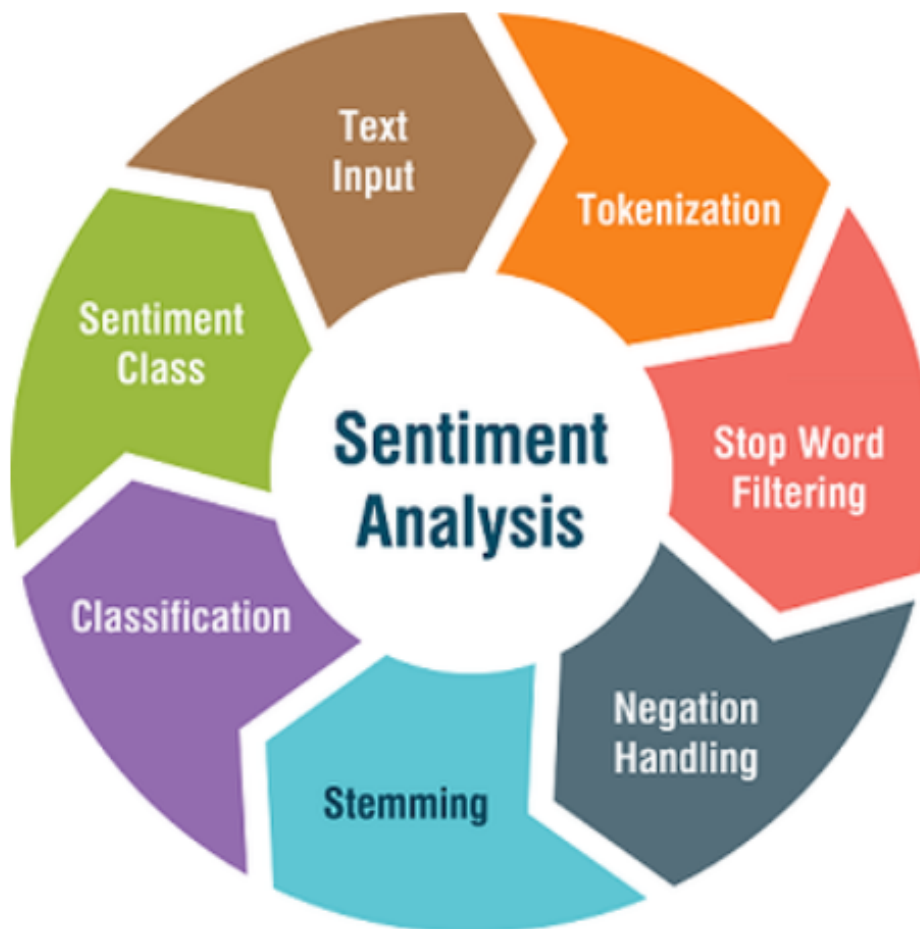 Text
Input
Tokenization
Stop Word
Filtering
Negation
Handling
Stemming
Classification
Sentiment
Class
Sentiment
Analysis